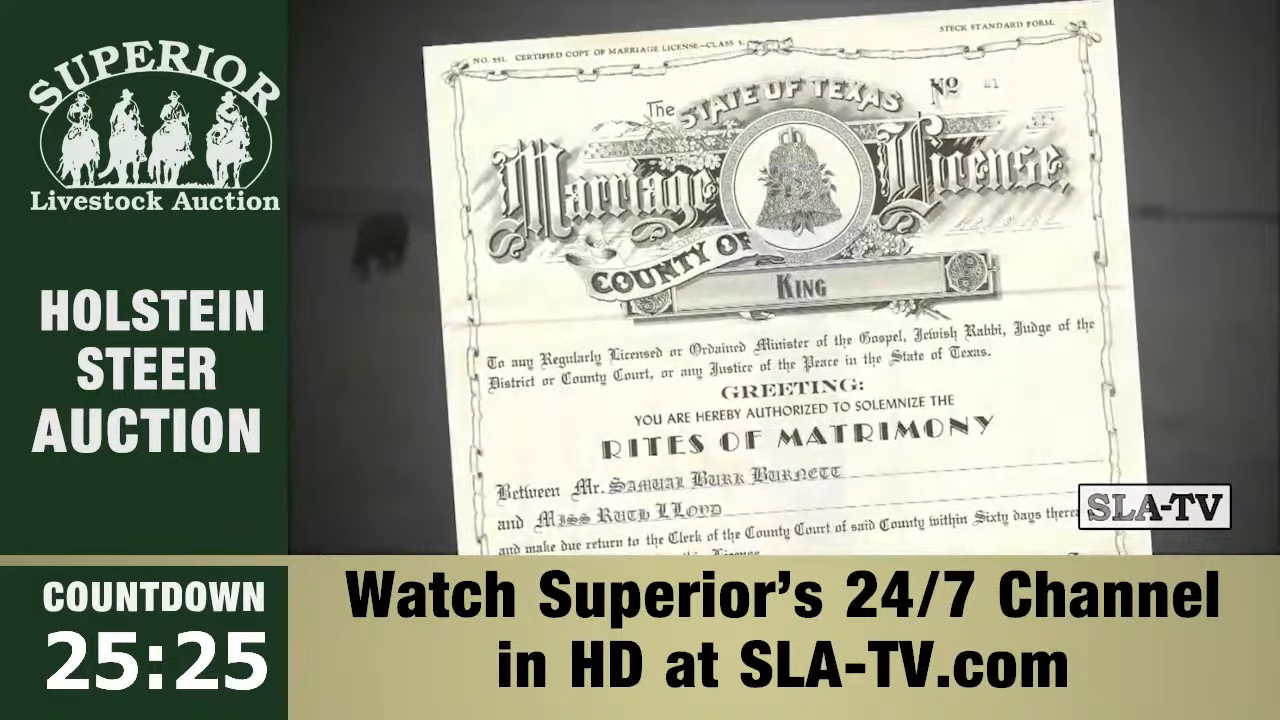 SUPERIOR
Livestock Auction
HOLSTEIN
STEER
AUCTION
COUNTDOWN
25:25
NO. 551. CERTIFIED COPY OF MARRIAGE LICENSE—CLASS
STECK STANDARD FORM.
The STATE OF TEXAS
No 41
Marriage License
COUNTY OF
KING
To any Regularly Licensed or Ordained Minister of the Gospel, Jewish Rabbi, Judge of the
District or County Court, or any Justice of the Peace in the State of Texas.
GREETING:
YOU ARE HEREBY AUTHORIZED TO SOLEMNIZE THE
RITES OF MATRIMONY
Between Mr. SAMUAL BURK BURNETT
and MISS RUTH LLOYD
and make due return to the Clerk of the County Court of said County within Sixty days
License
SLA-TV
Watch Superior's 24/7 Channel
in HD at SLA-TV.com